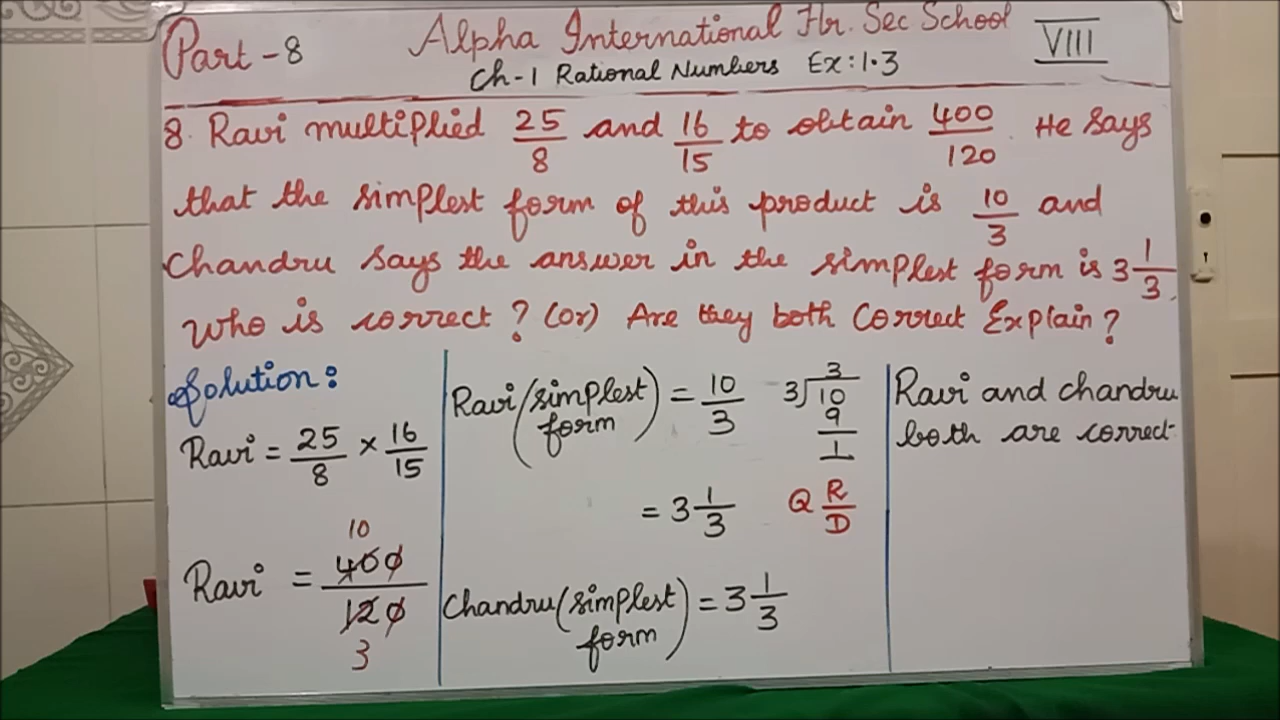 Part-8
Alpha International Hr. Sec School
VIII
Ch-1 Rational Numbers Ex:1.3
8. Ravi multiplied 25/8 and 16/15 to obtain 400/120. He says
that the simplest form of this product is 10/3 and
Chandru says the answer in the simplest form is 3 1/3.
Who is correct? (or) Are they both Correct Explain?
Solution:
Ravi = 25/8 × 16/15
10
Ravi = 400/120
3
Ravi (simplest form) = 10/3
3
3)10
9
1
= 3 1/3
Q R/D
Chandru (simplest form) = 3 1/3
Ravi and chandru
both are correct.